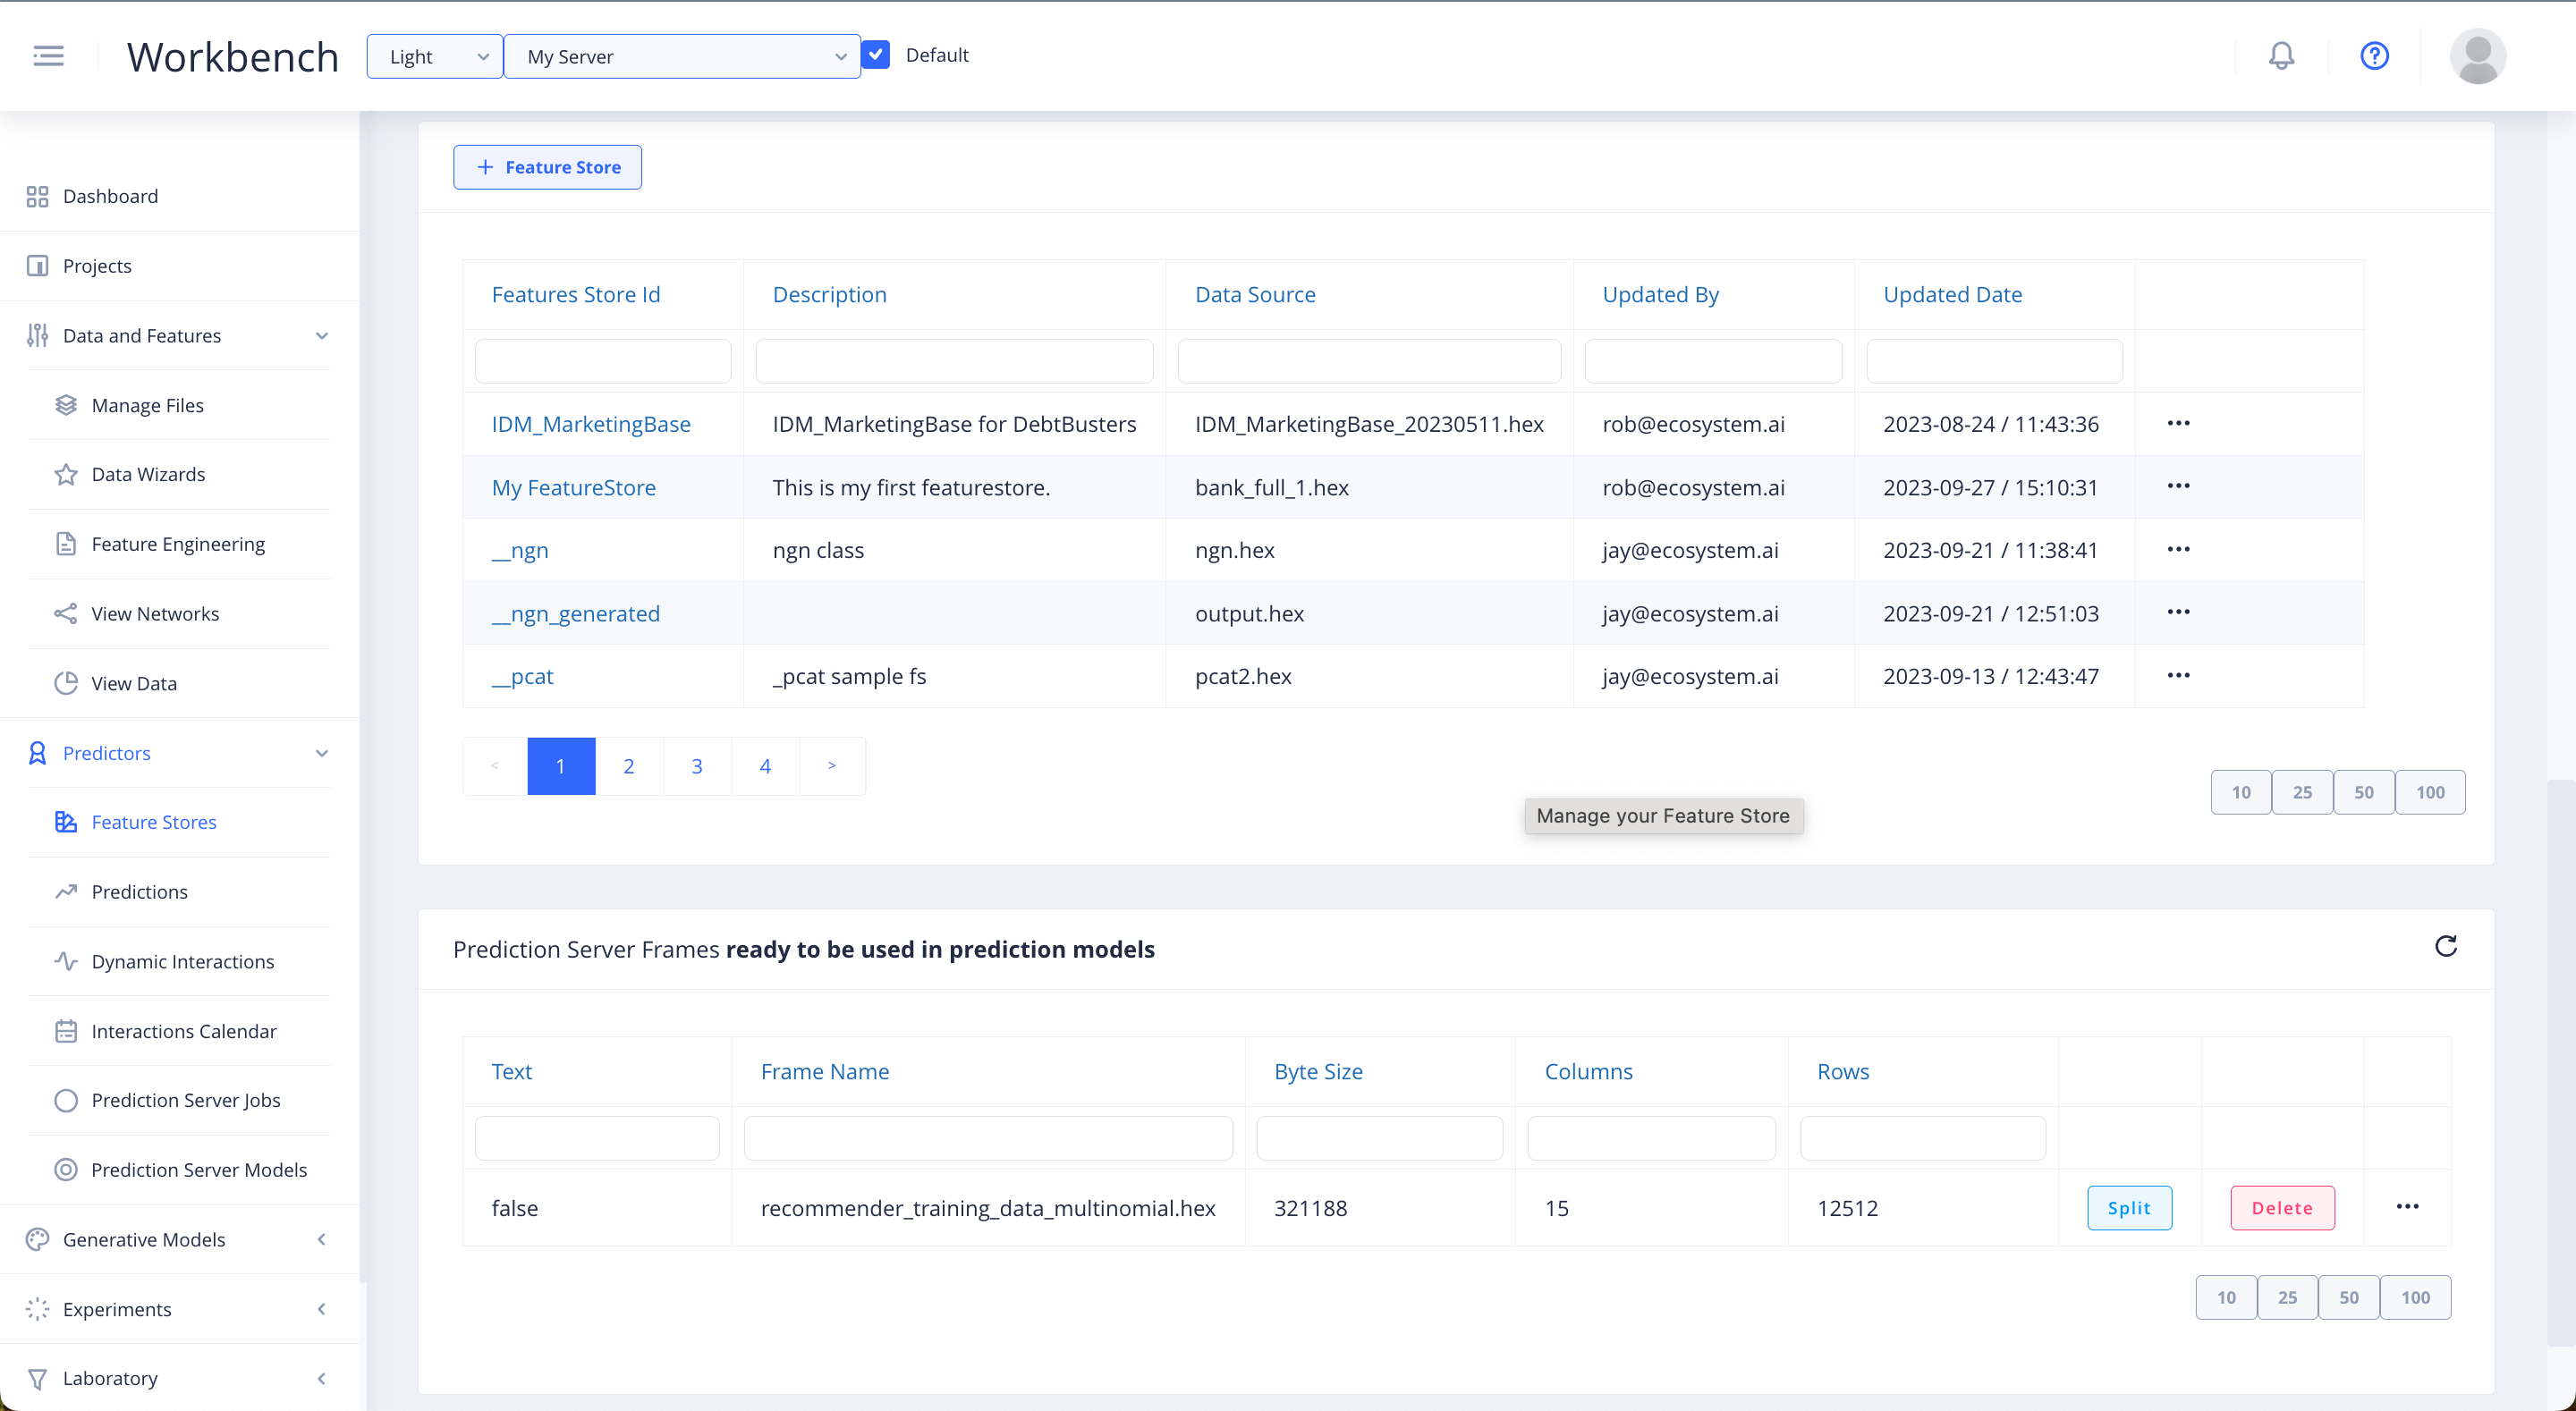 Workbench Light My Server Default
Dashboard
Projects
Data and Features
Manage Files
Data Wizards
Feature Engineering
View Networks
View Data
Predictors
Feature Stores
Predictions
Dynamic Interactions
Interactions Calendar
Prediction Server Jobs
Prediction Server Models
Generative Models
Experiments
Laboratory
+ Feature Store
Features Store Id Description Data Source Updated By Updated Date
IDM_MarketingBase IDM_MarketingBase for DebtBusters IDM_MarketingBase_20230511.hex rob@ecosystem.ai 2023-08-24 / 11:43:36 •••
My FeatureStore This is my first featurestore. bank_full_1.hex rob@ecosystem.ai 2023-09-27 / 15:10:31 •••
__ngn ngn class ngn.hex jay@ecosystem.ai 2023-09-21 / 11:38:41 •••
__ngn_generated output.hex jay@ecosystem.ai 2023-09-21 / 12:51:03 •••
__pcat _pcat sample fs pcat2.hex jay@ecosystem.ai 2023-09-13 / 12:43:47 •••
< 1 2 3 4 >
10 25 50 100
Manage your Feature Store
Prediction Server Frames ready to be used in prediction models
Text Frame Name Byte Size Columns Rows
false recommender_training_data_multinomial.hex 321188 15 12512 Split Delete •••
10 25 50 100